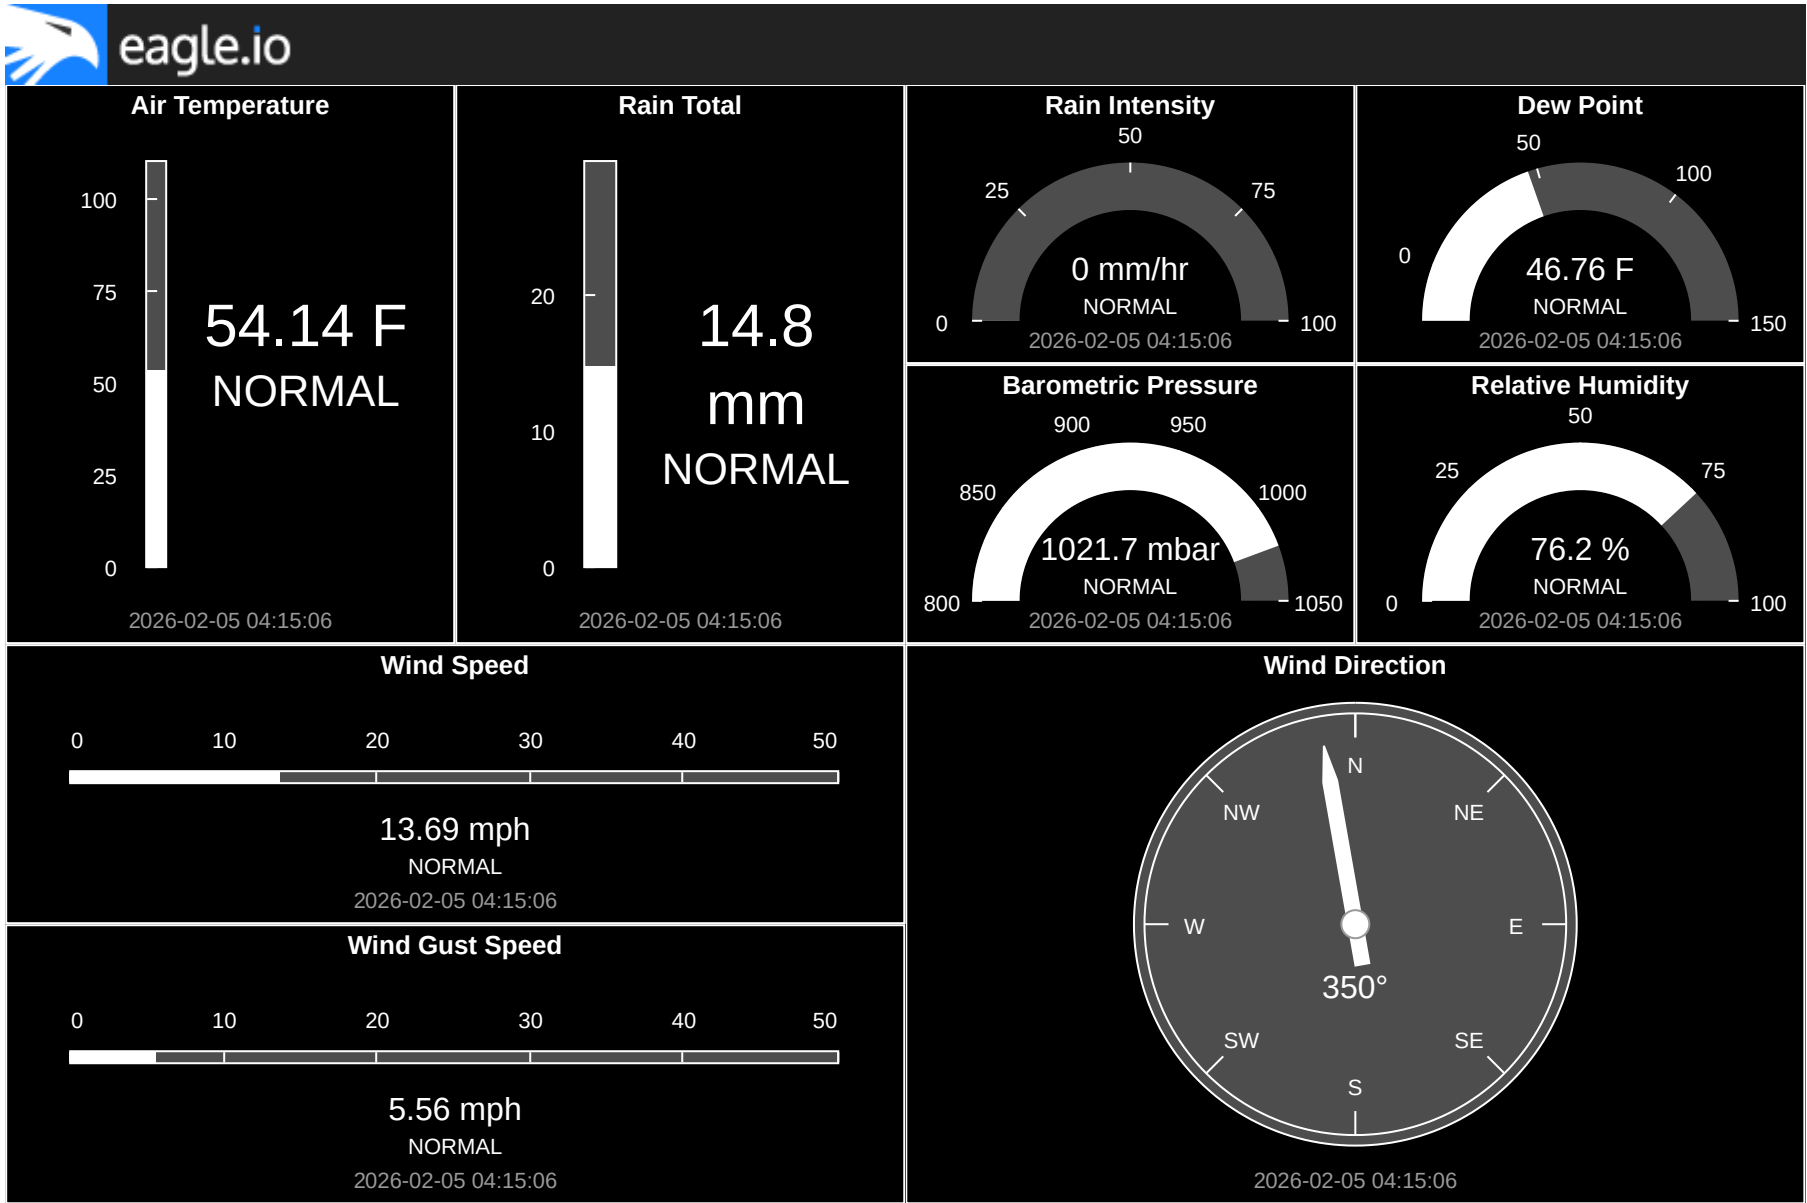 eagle.io
Air Temperature
100
75
50
25
0
54.14 F
NORMAL
2026-02-05 04:15:06
Rain Total
20
10
0
14.8
mm
NORMAL
2026-02-05 04:15:06
Rain Intensity
50
25
75
0
100
0 mm/hr
NORMAL
2026-02-05 04:15:06
Dew Point
50
100
0
150
46.76 F
NORMAL
2026-02-05 04:15:06
Barometric Pressure
900
950
850
1000
800
1050
1021.7 mbar
NORMAL
2026-02-05 04:15:06
Relative Humidity
50
25
75
0
100
76.2 %
NORMAL
2026-02-05 04:15:06
Wind Speed
0 10 20 30 40 50
13.69 mph
NORMAL
2026-02-05 04:15:06
Wind Gust Speed
0 10 20 30 40 50
5.56 mph
NORMAL
2026-02-05 04:15:06
Wind Direction
N
NW
NE
W
E
350°
SW
SE
S
2026-02-05 04:15:06